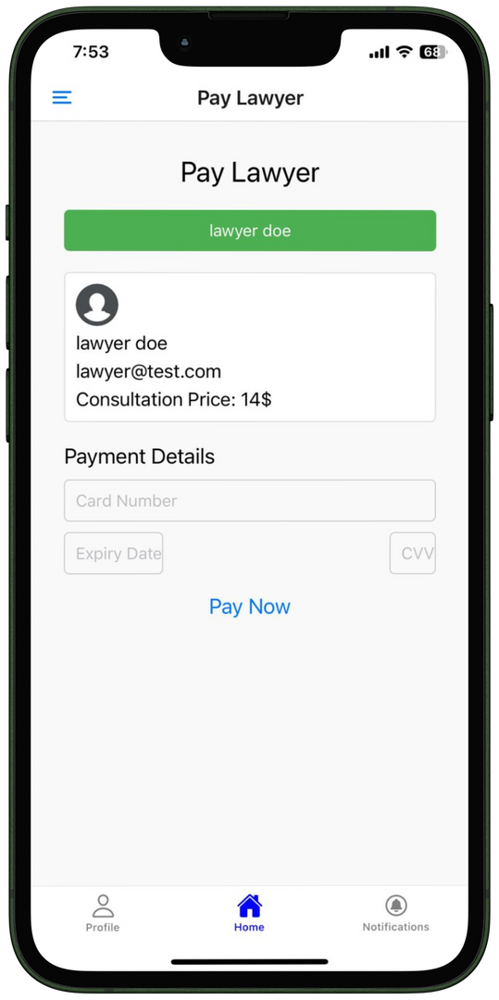 7:53
68
Pay Lawyer
Pay Lawyer
lawyer doe
lawyer doe
lawyer@test.com
Consultation Price: 14$
Payment Details
Card Number
Expiry Date
CVV
Pay Now
Profile
Home
Notifications